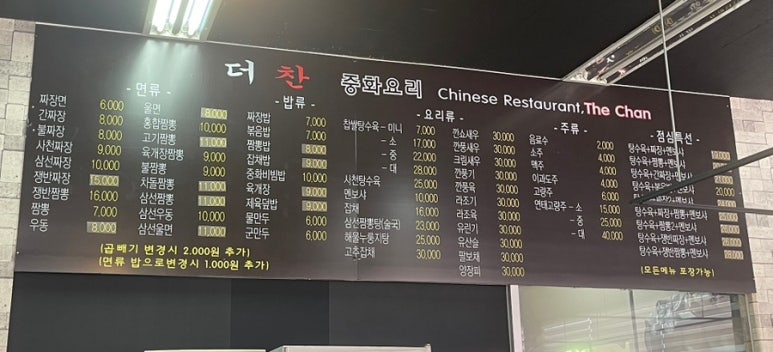 더 찬 중화요리 Chinese Restaurant, The Chan
- 면류 -
짜장면 6,000
간짜장 8,000
불짜장 8,000
사천짜장 9,000
삼선짜장 10,000
쟁반짜장 15,000
쟁반짬뽕 16,000
짬뽕 7,000
우동 8,000
울면 8,000
홍합짬뽕 10,000
고기짬뽕 11,000
육개장짬뽕 9,000
불짬뽕 9,000
차돌짬뽕 11,000
삼선짬뽕 11,000
삼선우동 10,000
삼선울면 11,000
(곱빼기 변경시 2.000원 추가)
(면류 밥으로변경시 1.000원 추가)
- 밥류 -
짜장밥 7,000
볶음밥 7,000
짬뽕밥 8,000
잡채밥 9,000
중화비빔밥 10,000
육개장 9,000
제육덮밥 9,000
물만두 6,000
군만두 6,000
- 요리류 -
찹쌀탕수육 - 미니 7,000
- 소 17,000
- 중 22,000
- 대 28,000
사천탕수육 25,000
멘보샤 10,000
잡채 16,000
삼선짬뽕탕(술국) 23,000
해물누룽지탕 25,000
고추잡채 30,000
깐쇼새우 30,000
깐풍새우 30,000
크림새우 30,000
깐풍기 25,000
깐풍육 25,000
라조기 30,000
라조육 30,000
유린기 30,000
유산슬 30,000
팔보채 30,000
양장피 30,000
- 주류 -
음료수 2,000
소주 4,000
맥주 4,000
이과두주 4,000
고량주 6,000
연태고량주 - 소 15,000
- 중 25,000
- 대 40,000
- 점심특선 -
탕수육+짜장+멘보샤
탕수육+짬뽕+멘보샤
(모든메뉴 포장가능)